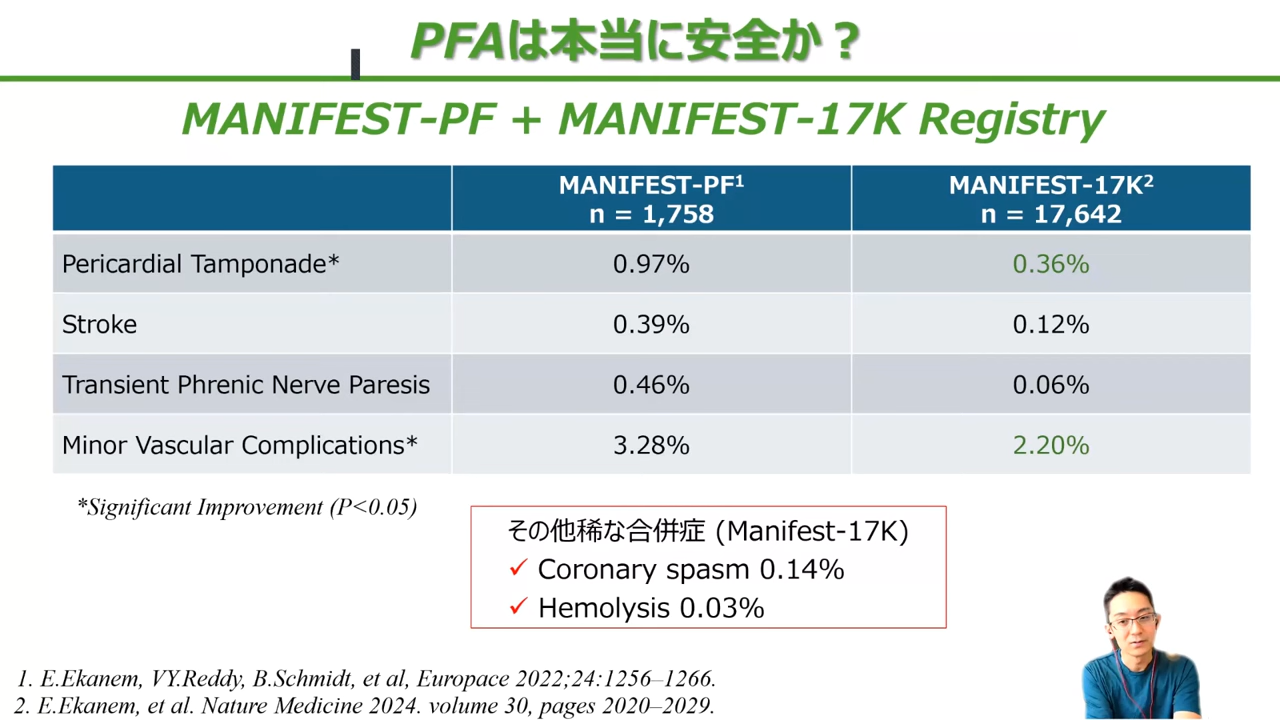 PFAは本当に安全か？
MANIFEST-PF + MANIFEST-17K Registry
MANIFEST-PF¹ MANIFEST-17K²
n = 1,758 n = 17,642
Pericardial Tamponade* 0.97% 0.36%
Stroke 0.39% 0.12%
Transient Phrenic Nerve Paresis 0.46% 0.06%
Minor Vascular Complications* 3.28% 2.20%
*Significant Improvement (P<0.05)
その他稀な合併症 (Manifest-17K)
✓ Coronary spasm 0.14%
✓ Hemolysis 0.03%
1. E.Ekanem, VY.Reddy, B.Schmidt, et al, Europace 2022;24:1256–1266.
2. E.Ekanem, et al. Nature Medicine 2024. volume 30, pages 2020–2029.